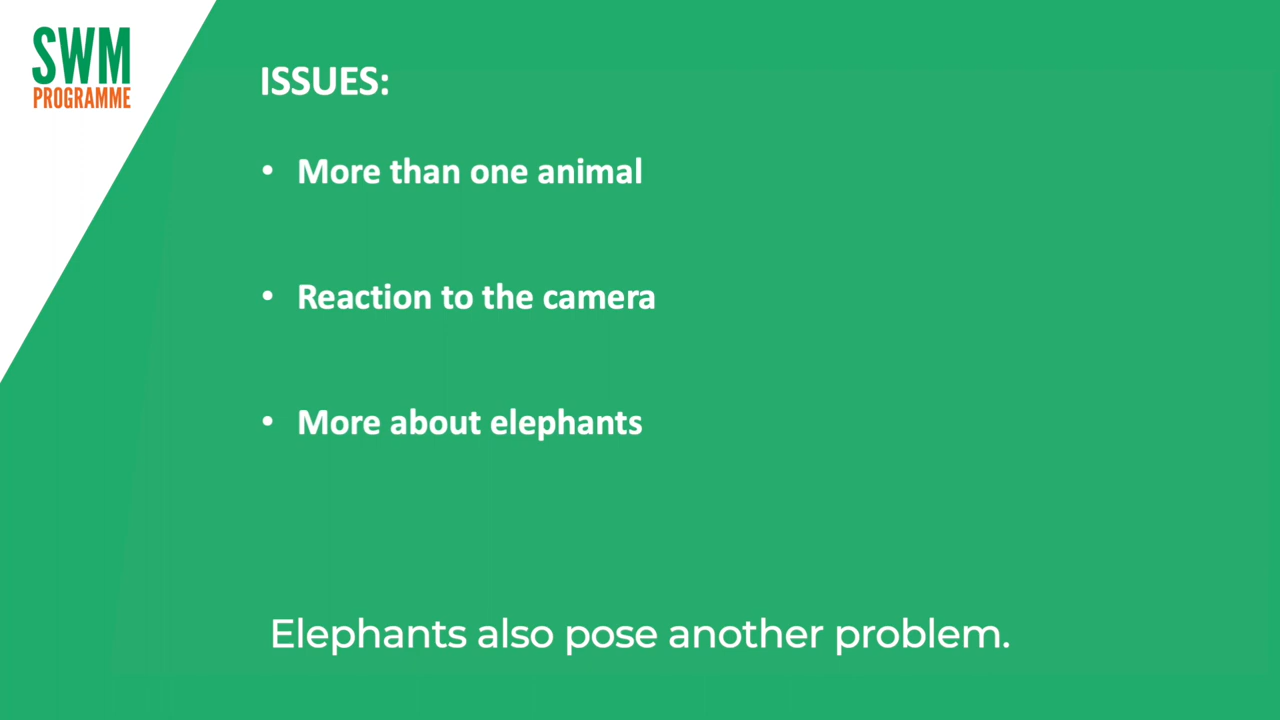 SWM
PROGRAMME
ISSUES:
• More than one animal
• Reaction to the camera
• More about elephants
Elephants also pose another problem.